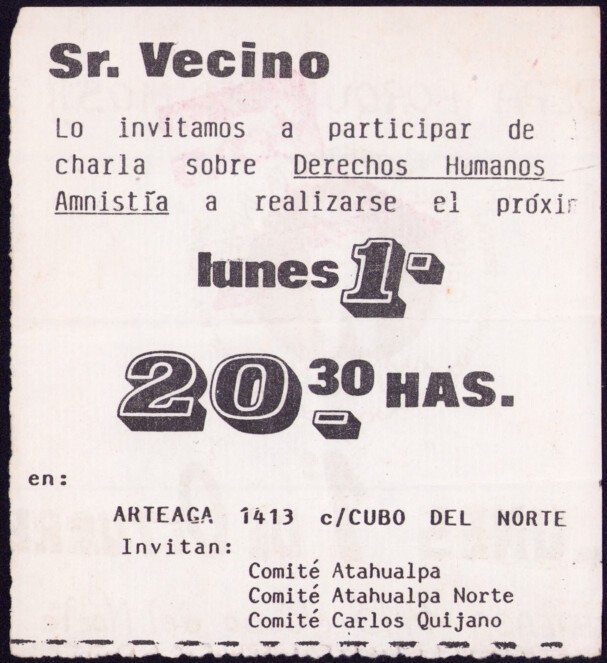 Sr. Vecino
Lo invitamos a participar de
charla sobre Derechos Humanos
Amnistía a realizarse el próxi
lunes 1º
20.30 HAS.
en:
ARTEAGA 1413 c/CUBO DEL NORTE
Invitan:
Comité Atahualpa
Comité Atahualpa Norte
Comité Carlos Quijano